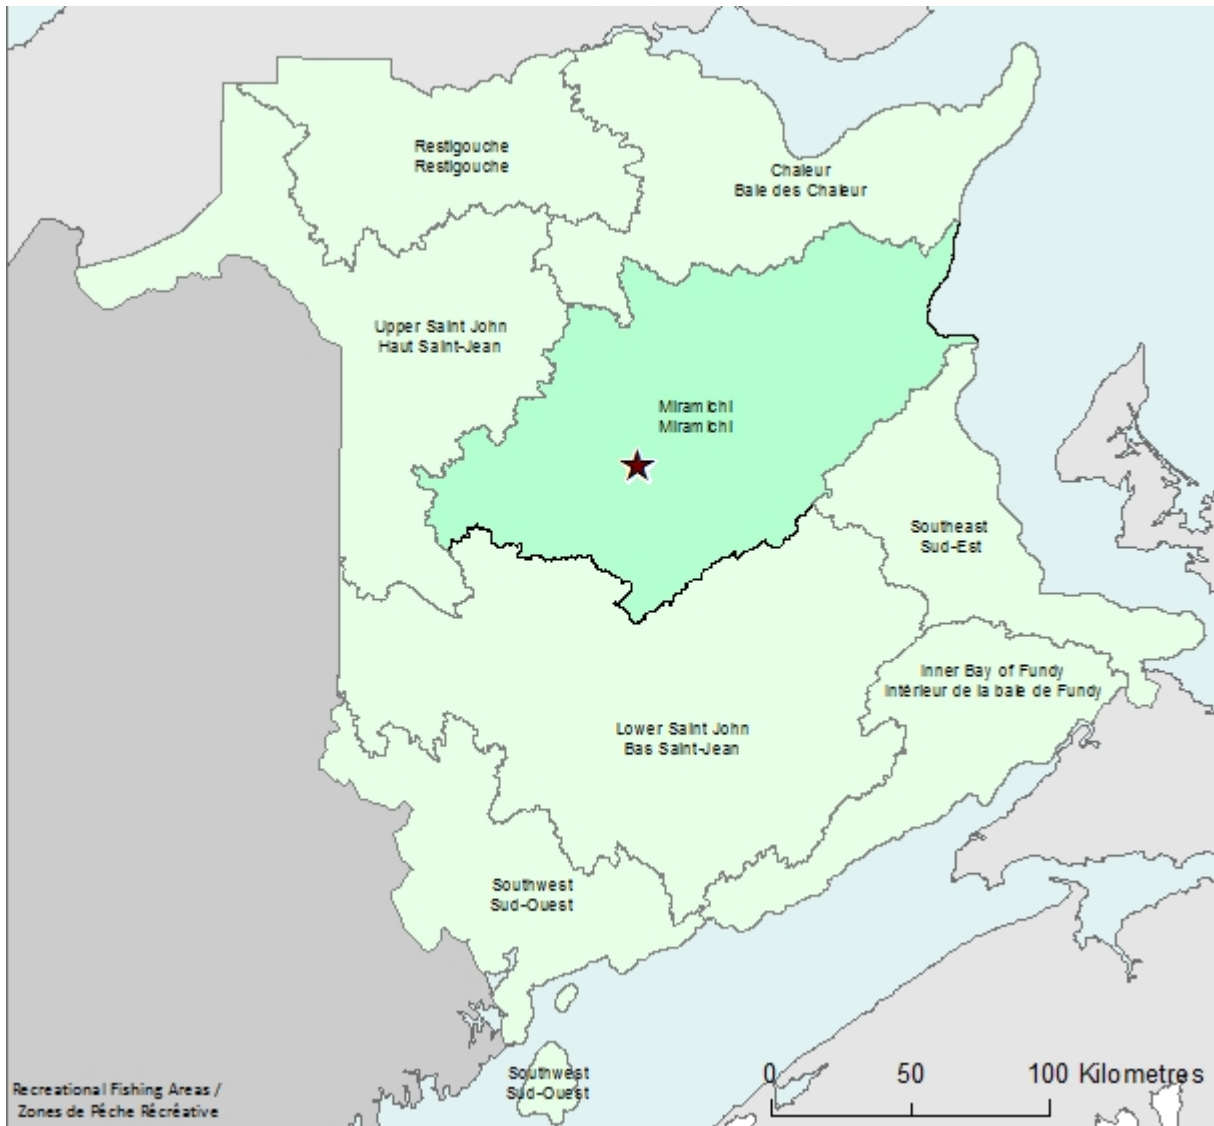 Restigouche
Restigouche
Chaleur
Baie des Chaleur
Upper Saint John
Haut Saint-Jean
Miramichi
Miramichi
Southeast
Sud-Est
Inner Bay of Fundy
Intérieur de la baie de Fundy
Lower Saint John
Bas Saint-Jean
Southwest
Sud-Ouest
Southwest
Sud-Ouest
0 50 100 Kilometres
Recreational Fishing Areas /
Zones de Pêche Récréative